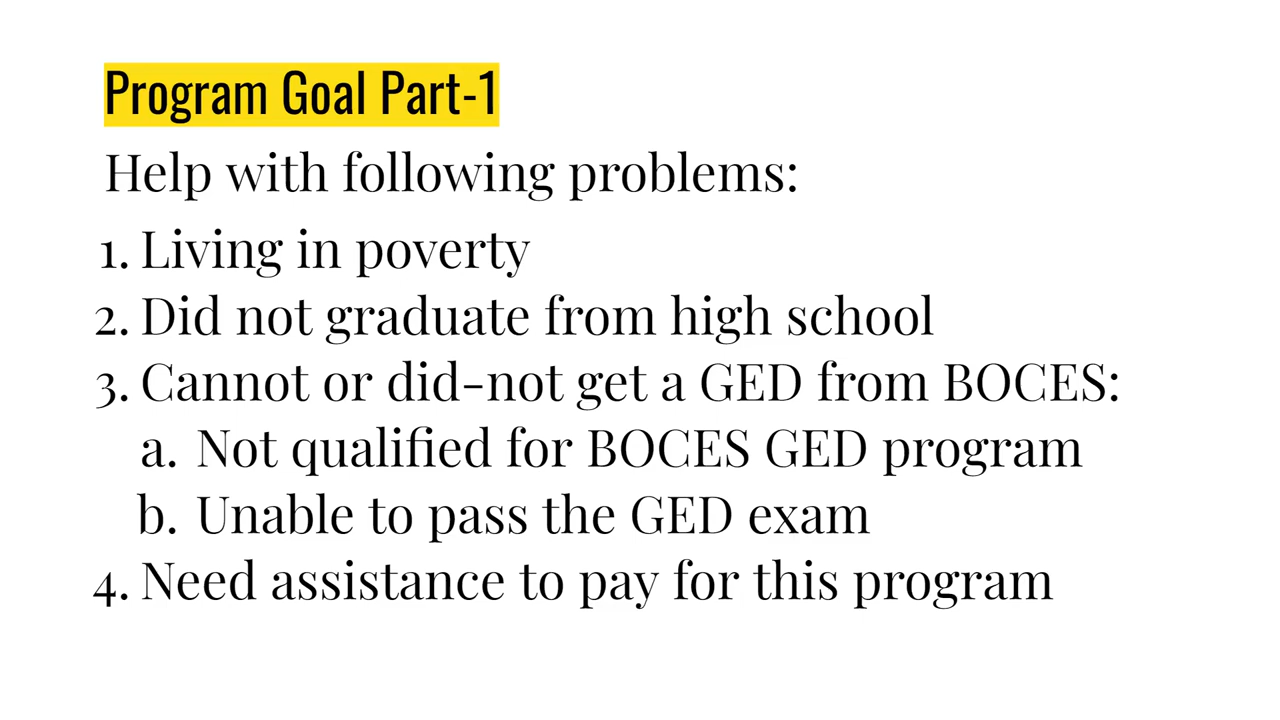 Program Goal Part-1
Help with following problems:
1. Living in poverty
2. Did not graduate from high school
3. Cannot or did-not get a GED from BOCES:
a. Not qualified for BOCES GED program
b. Unable to pass the GED exam
4. Need assistance to pay for this program